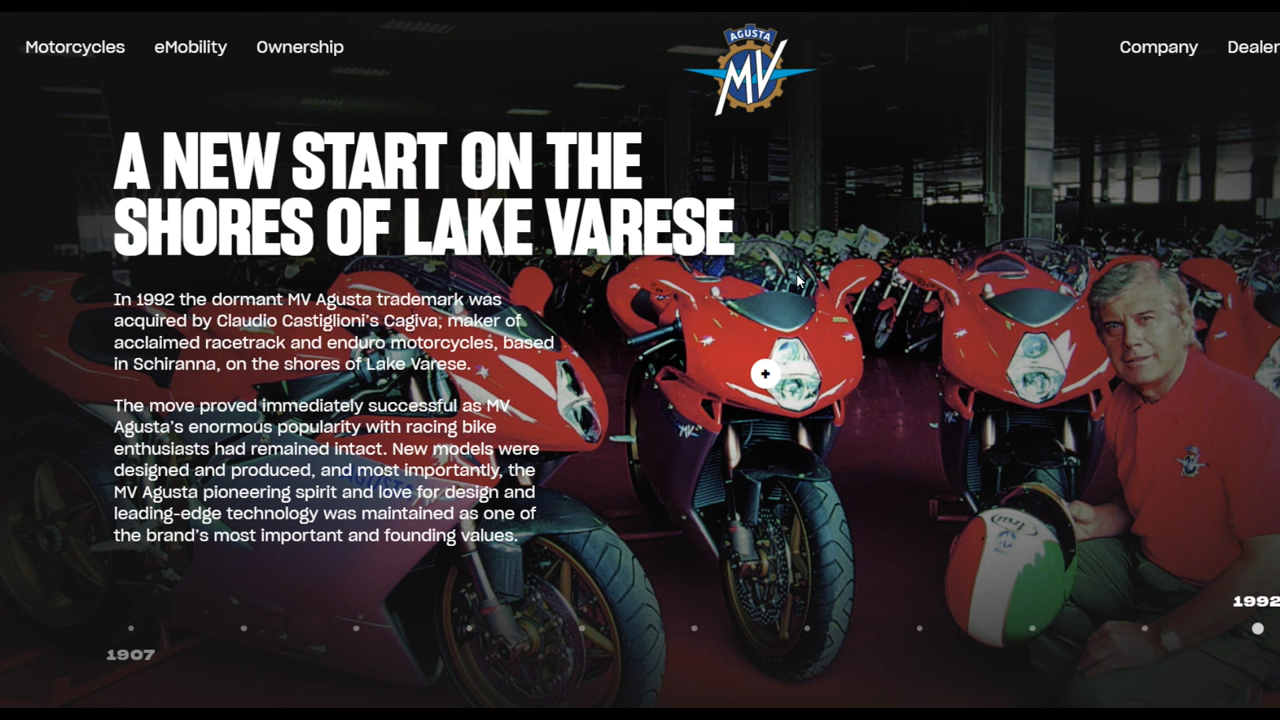 Motorcycles eMobility Ownership
AGUSTA
MV
Company Dealer
A NEW START ON THE
SHORES OF LAKE VARESE
In 1992 the dormant MV Agusta trademark was
acquired by Claudio Castiglioni’s Cagiva; maker of
acclaimed racetrack and enduro motorcycles, based
in Schiranna, on the shores of Lake Varese.
The move proved immediately successful as MV
Agusta’s enormous popularity with racing bike
enthusiasts had remained intact. New models were
designed and produced, and most importantly, the
MV Agusta pioneering spirit and love for design and
leading-edge technology was maintained as one of
the brand’s most important and founding values.
1992
1907